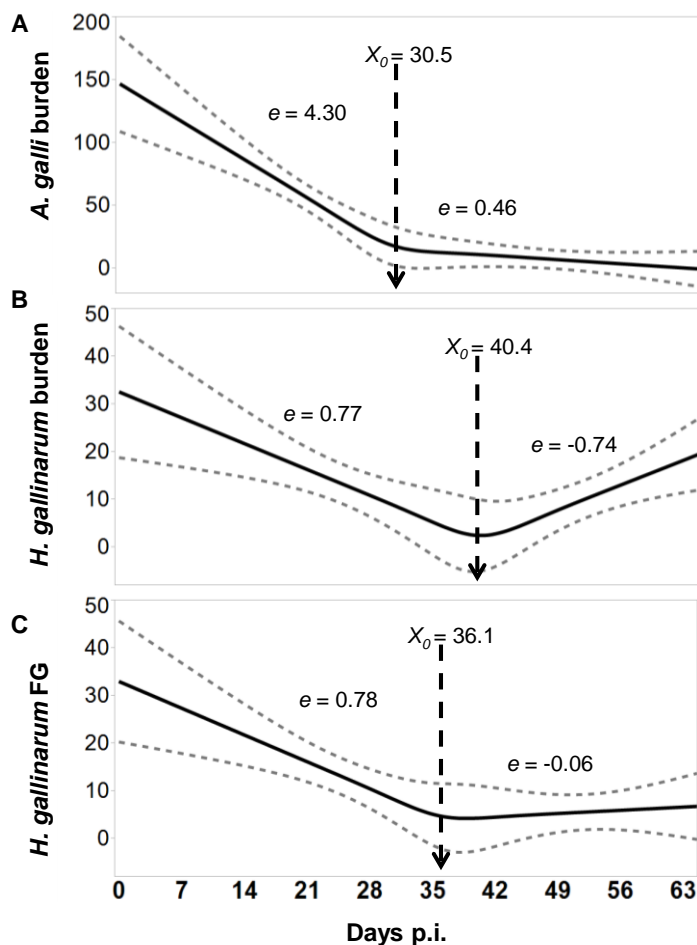 A
200
150
100
50
0
A. galli burden
X0 = 30.5
e = 4.30
e = 0.46
B
50
40
30
20
10
0
H. gallinarum burden
X0 = 40.4
e = 0.77
e = -0.74
C
50
40
30
20
10
0
H. gallinarum FG
X0 = 36.1
e = 0.78
e = -0.06
0 7 14 21 28 35 42 49 56 63
Days p.i.